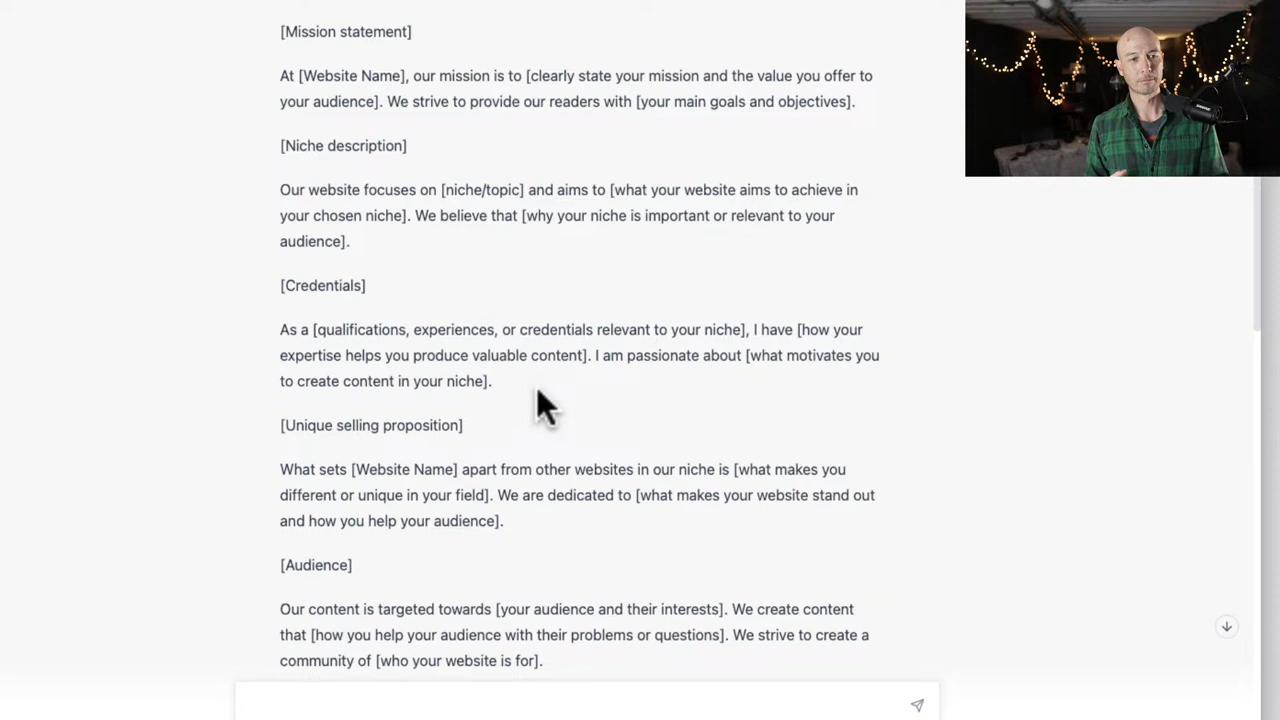 [Mission statement]
At [Website Name], our mission is to [clearly state your mission and the value you offer to
your audience]. We strive to provide our readers with [your main goals and objectives].
[Niche description]
Our website focuses on [niche/topic] and aims to [what your website aims to achieve in
your chosen niche]. We believe that [why your niche is important or relevant to your
audience].
[Credentials]
As a [qualifications, experiences, or credentials relevant to your niche], I have [how your
expertise helps you produce valuable content]. I am passionate about [what motivates you
to create content in your niche].
[Unique selling proposition]
What sets [Website Name] apart from other websites in our niche is [what makes you
different or unique in your field]. We are dedicated to [what makes your website stand out
and how you help your audience].
[Audience]
Our content is targeted towards [your audience and their interests]. We create content
that [how you help your audience with their problems or questions]. We strive to create a
community of [who your website is for].